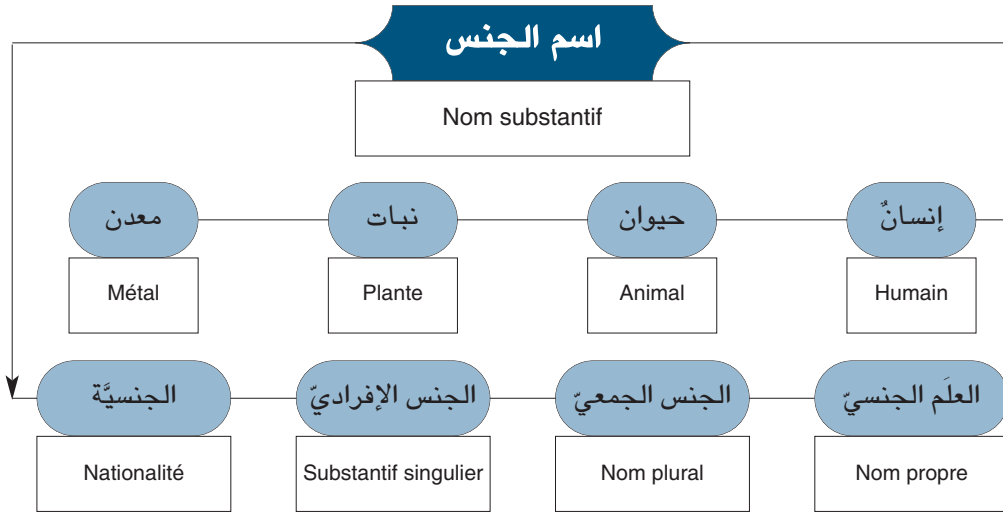 اسم الجنس
Nom substantif
إنسانٌ
حيوان
نبات
معدن
Humain
Animal
Plante
Métal
العلَم الجنسيّ
الجنس الجمعيّ
الجنس الإفراديّ
الجنسيَّة
Nom propre
Nom plural
Substantif singulier
Nationalité